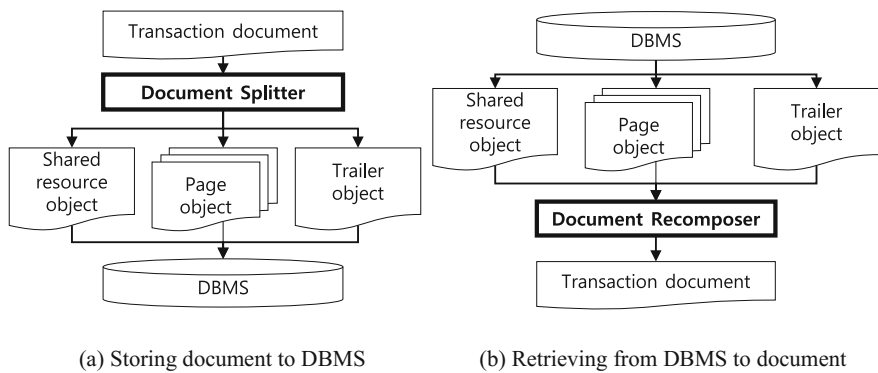 Transaction document
Document Splitter
Shared
resource
object
Page
object
Trailer
object
DBMS
(a) Storing document to DBMS
DBMS
Shared
resource
object
Page
object
Trailer
object
Document Recomposer
Transaction document
(b) Retrieving from DBMS to document